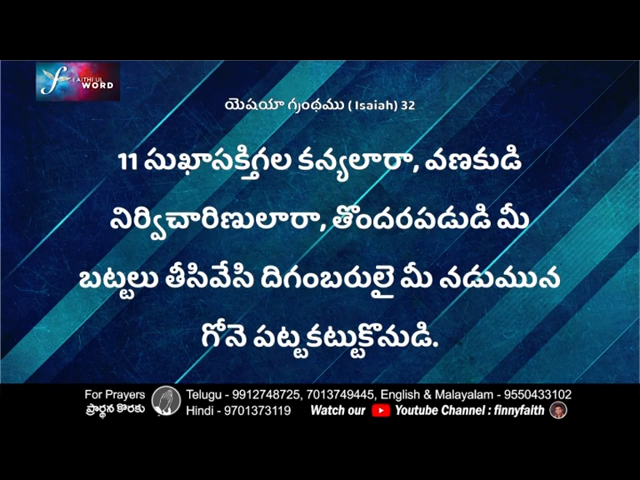 FAITHFUL
WORD
యెషయా గ్రంథము ( Isaiah) 32
11 సుఖాసక్తిగల కన్యలారా, వణకుడి
నిర్విచారిణులారా, తొందరపడుడి మీ
బట్టలు తీసివేసి దిగంబరులై మీ నడుమున
గోనె పట్టకట్టుకొనుడి.
For Prayers Telugu - 9912748725, 7013749445, English & Malayalam - 9550433102
ప్రార్థన కొరకు Hindi - 9701373119 Watch our Youtube Channel : finnyfaith